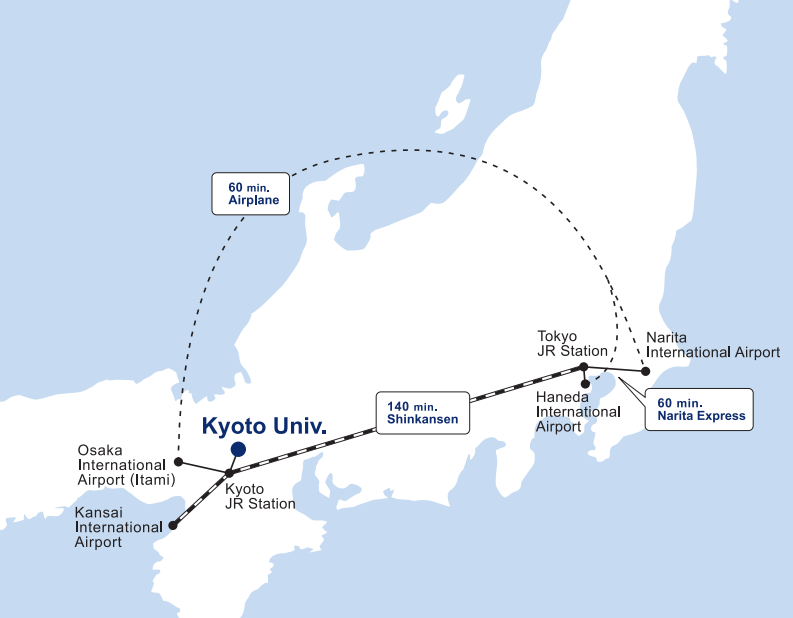 60 min.
Airplane
Tokyo
JR Station
Narita
International Airport
Haneda
International
Airport
60 min.
Narita Express
140 min.
Shinkansen
Kyoto Univ.
Osaka
International
Airport (Itami)
Kyoto
JR Station
Kansai
International
Airport